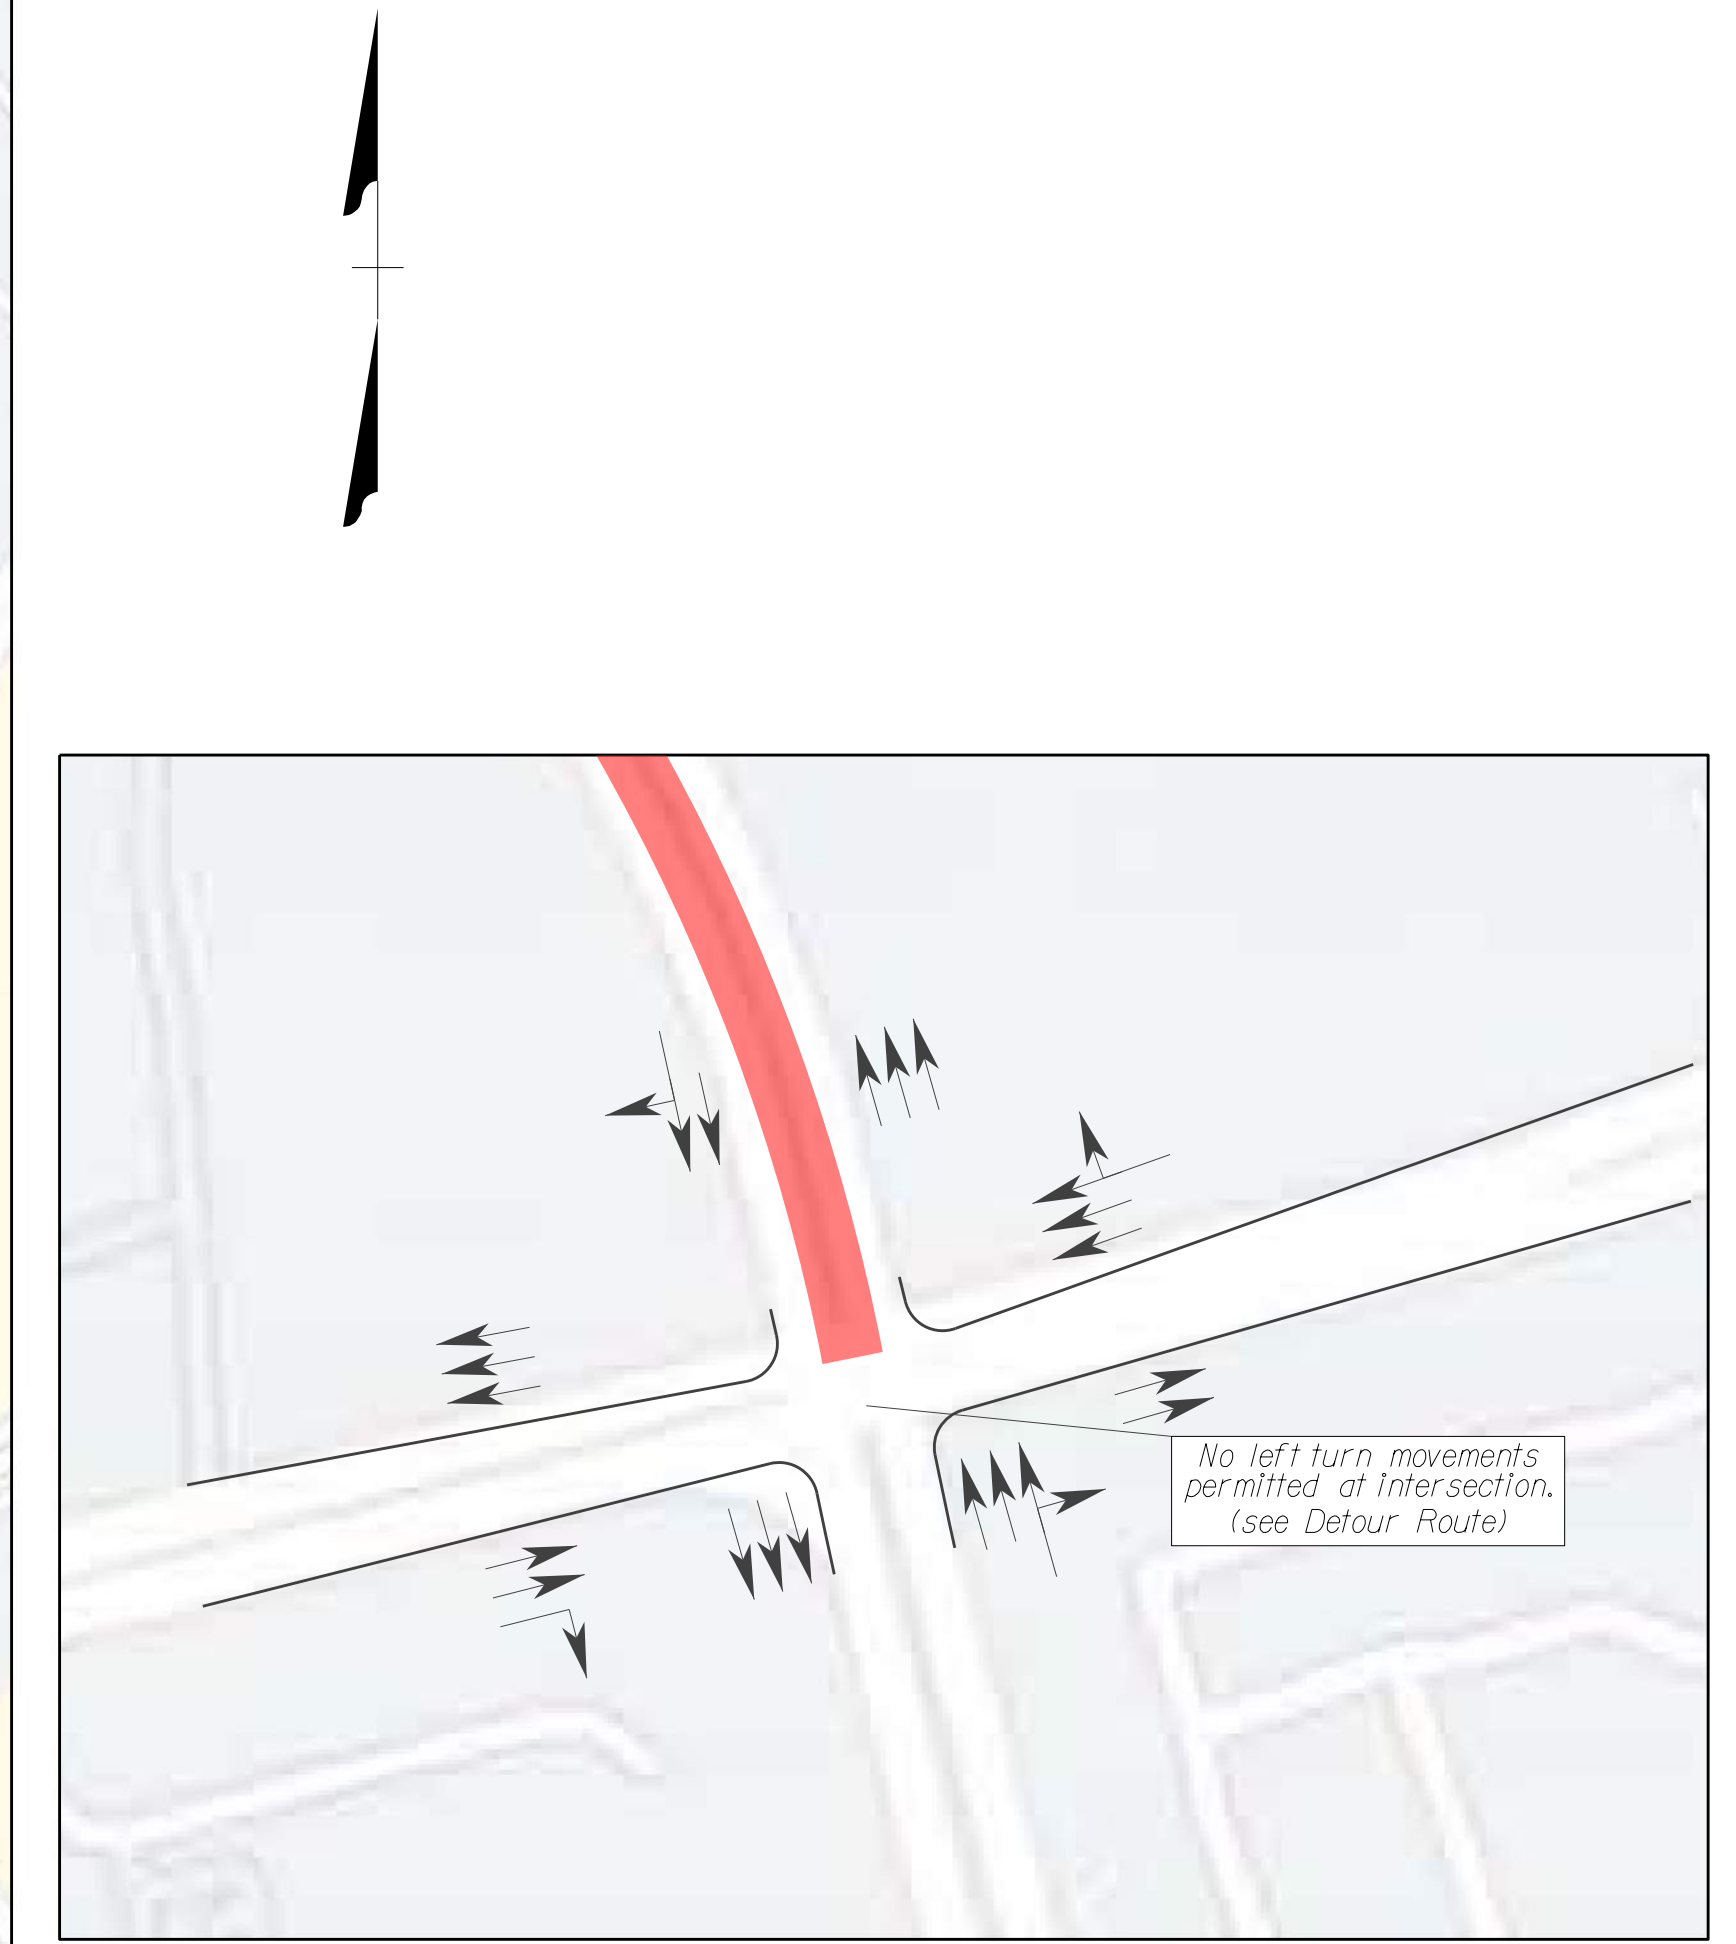 No left turn movements
permitted at intersection.
(see Detour Route)